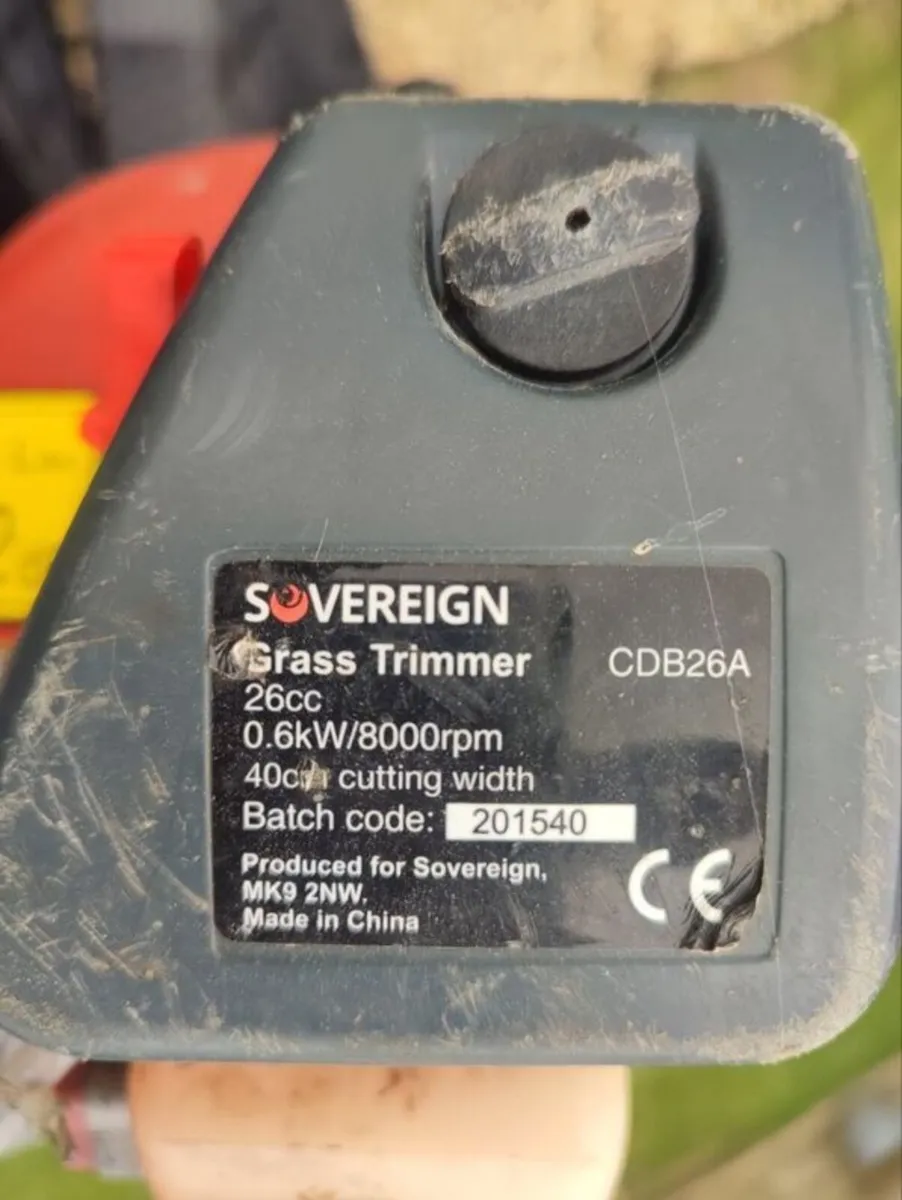 SOVEREIGN
Grass Trimmer CDB26A
26cc
0.6kW/8000rpm
40cm cutting width
Batch code: 201540
Produced for Sovereign,
MK9 2NW.
Made in China
CE